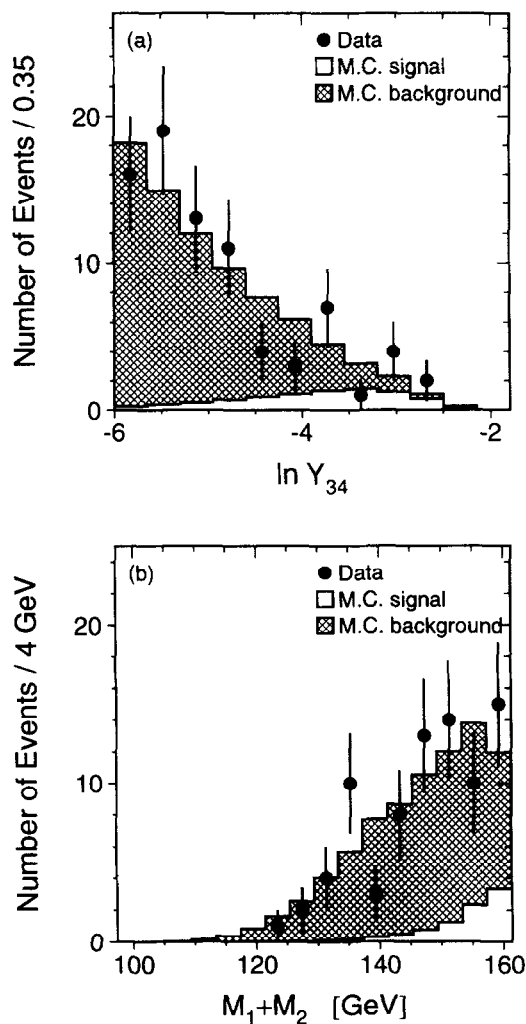 (a)
Data
M.C. signal
M.C. background
Number of Events / 0.35
20
10
0
-6
-4
-2
ln Y34
(b)
Data
M.C. signal
M.C. background
Number of Events / 4 GeV
20
10
0
100
120
140
160
M1+M2 [GeV]